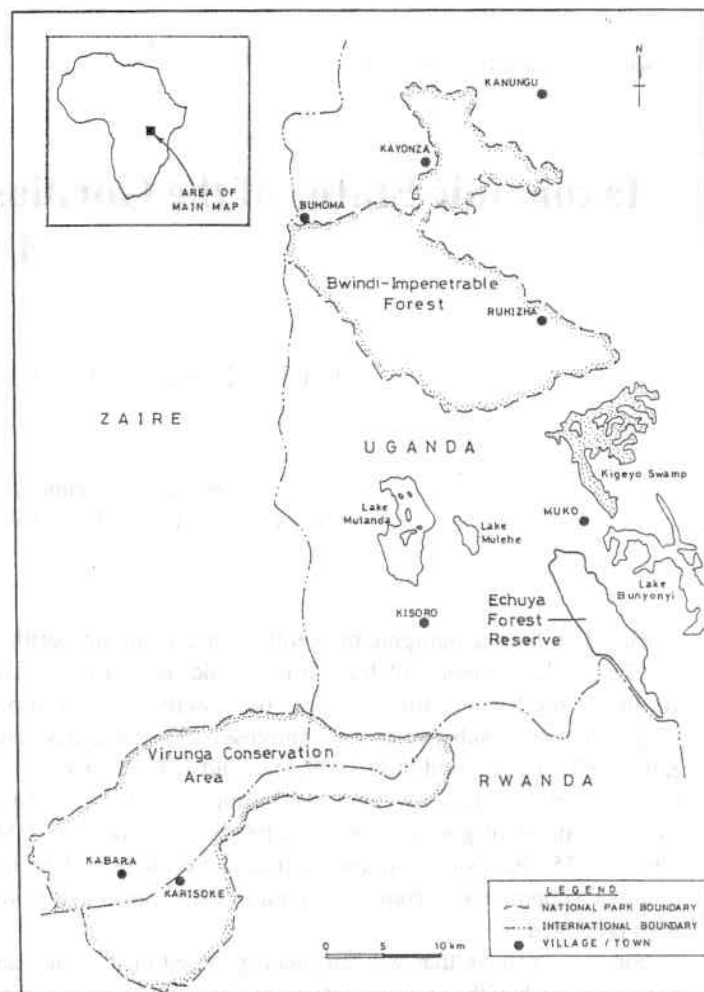 N
AREA OF
MAIN MAP
KANUNGU
KAYONZA
BUHOMA
Bwindi-Impenetrable
Forest
RUHIZHA
ZAIRE
UGANDA
Kigeyo Swamp
Lake
Mutanda
Lake
Mulehe
MUKO
Lake
Bunyonyi
KISORO
Echuya
Forest
Reserve
Virunga Conservation
Area
RWANDA
KABARA
KARISOKE
LEGEND
NATIONAL PARK BOUNDARY
INTERNATIONAL BOUNDARY
VILLAGE / TOWN
0 5 10 km